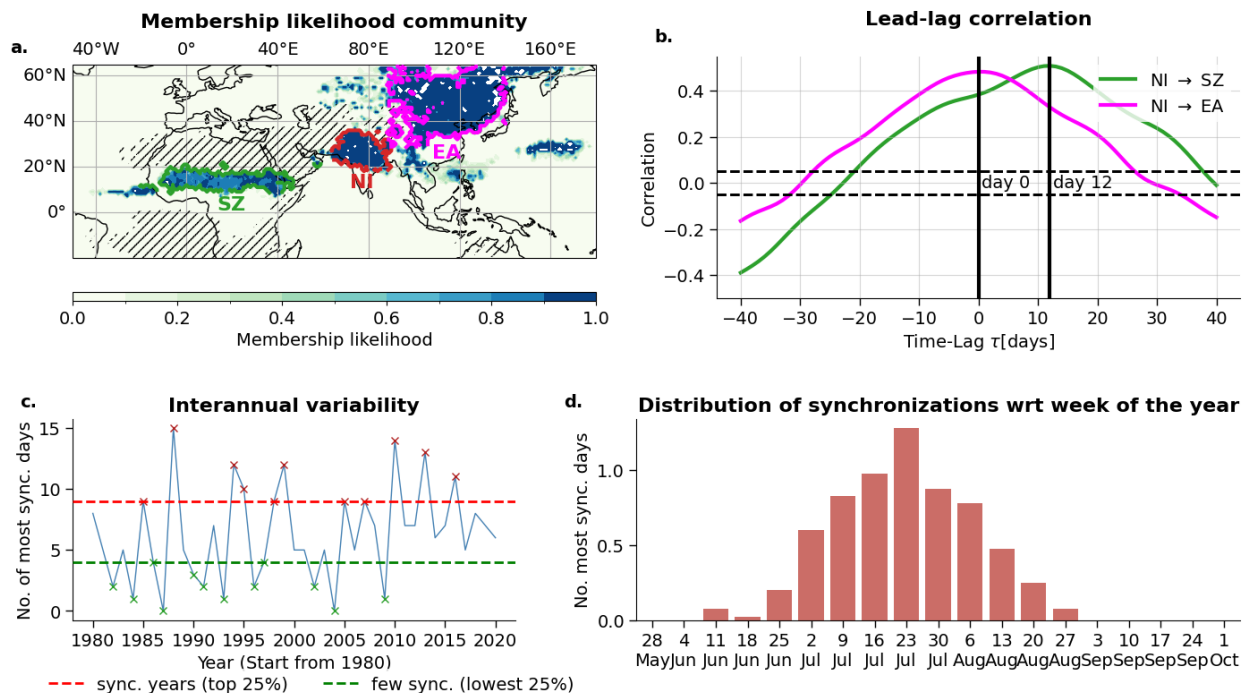 Membership likelihood community
a.
40°W 0° 40°E 80°E 120°E 160°E
60°N
40°N
20°N
0°
EA
NI
SZ
0.0 0.2 0.4 0.6 0.8 1.0
Membership likelihood
Lead-lag correlation
b.
NI → SZ
NI → EA
0.4
0.2
0.0
−0.2
−0.4
Correlation
day 0
day 12
−40 −30 −20 −10 0 10 20 30 40
Time-Lag τ[days]
c.
Interannual variability
No. of most sync. days
15
10
5
0
1980 1985 1990 1995 2000 2005 2010 2015 2020
Year (Start from 1980)
sync. years (top 25%)
few sync. (lowest 25%)
d.
Distribution of synchronizations wrt week of the year
No. most sync. days
1.0
0.5
0.0
28 4 11 18 25 2 9 16 23 30 6 13 20 27 3 10 17 24 1
May Jun Jun Jun Jun Jul Jul Jul Jul Jul Aug Aug Aug Aug Sep Sep Sep Sep Oct